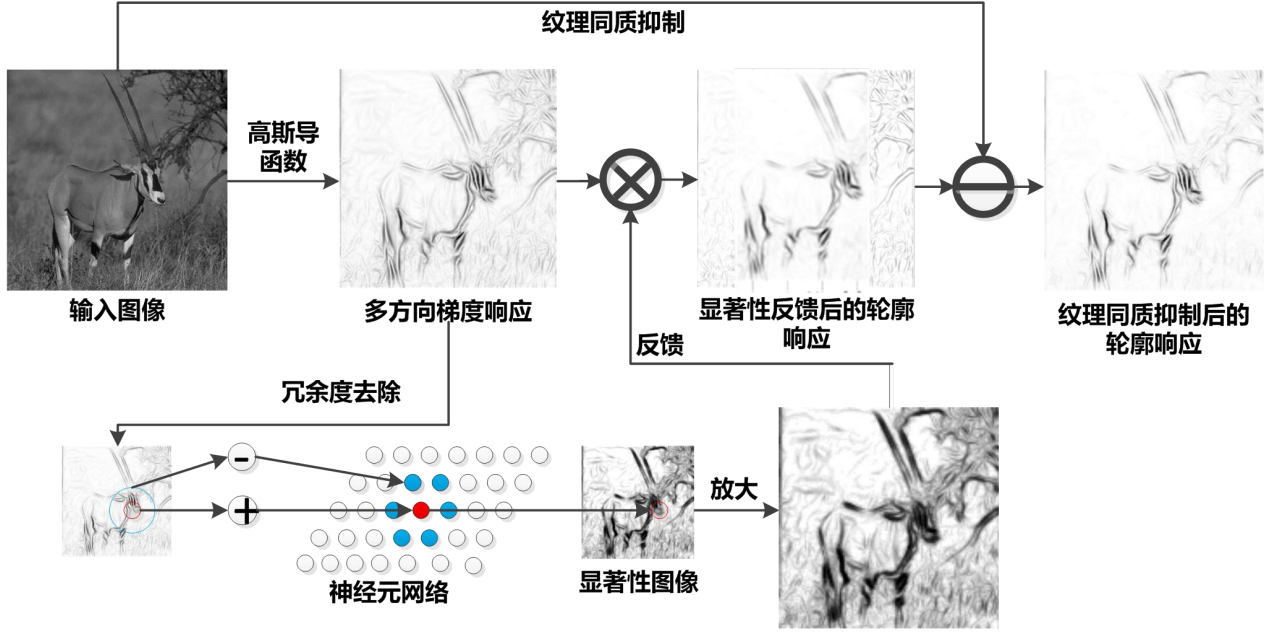 纹理同质抑制
高斯导
函数
输入图像
多方向梯度响应
显著性反馈后的轮廓
响应
纹理同质抑制后的
轮廓响应
反馈
冗余度去除
-
+
放大
神经元网络
显著性图像